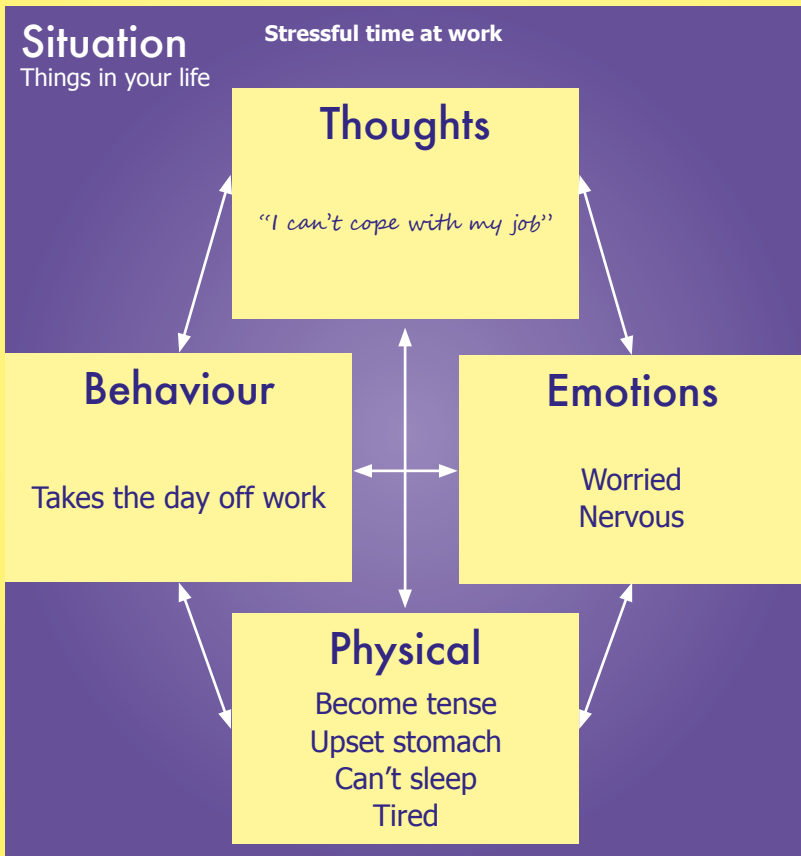 Situation
Things in your life
Stressful time at work
Thoughts
“I can’t cope with my job”
Behaviour
Takes the day off work
Emotions
Worried
Nervous
Physical
Become tense
Upset stomach
Can’t sleep
Tired